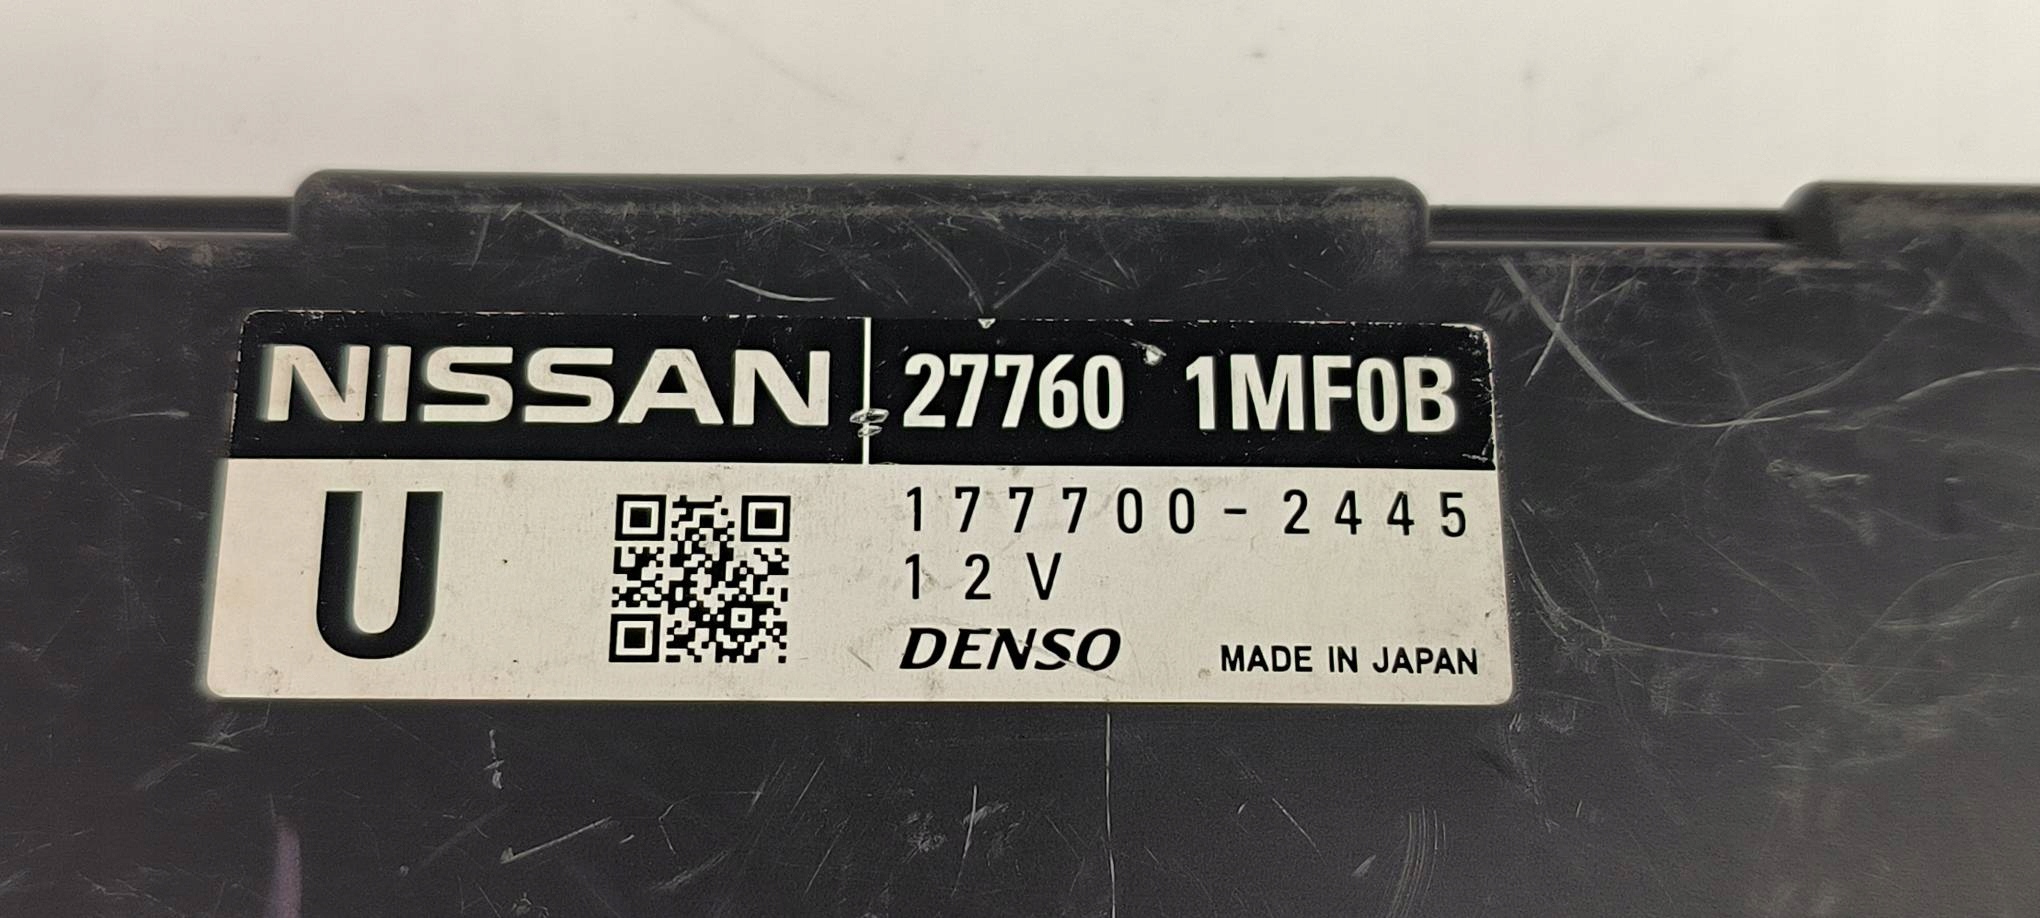 NISSAN 27760 1MF0B
U
177700-2445
12V
DENSO MADE IN JAPAN